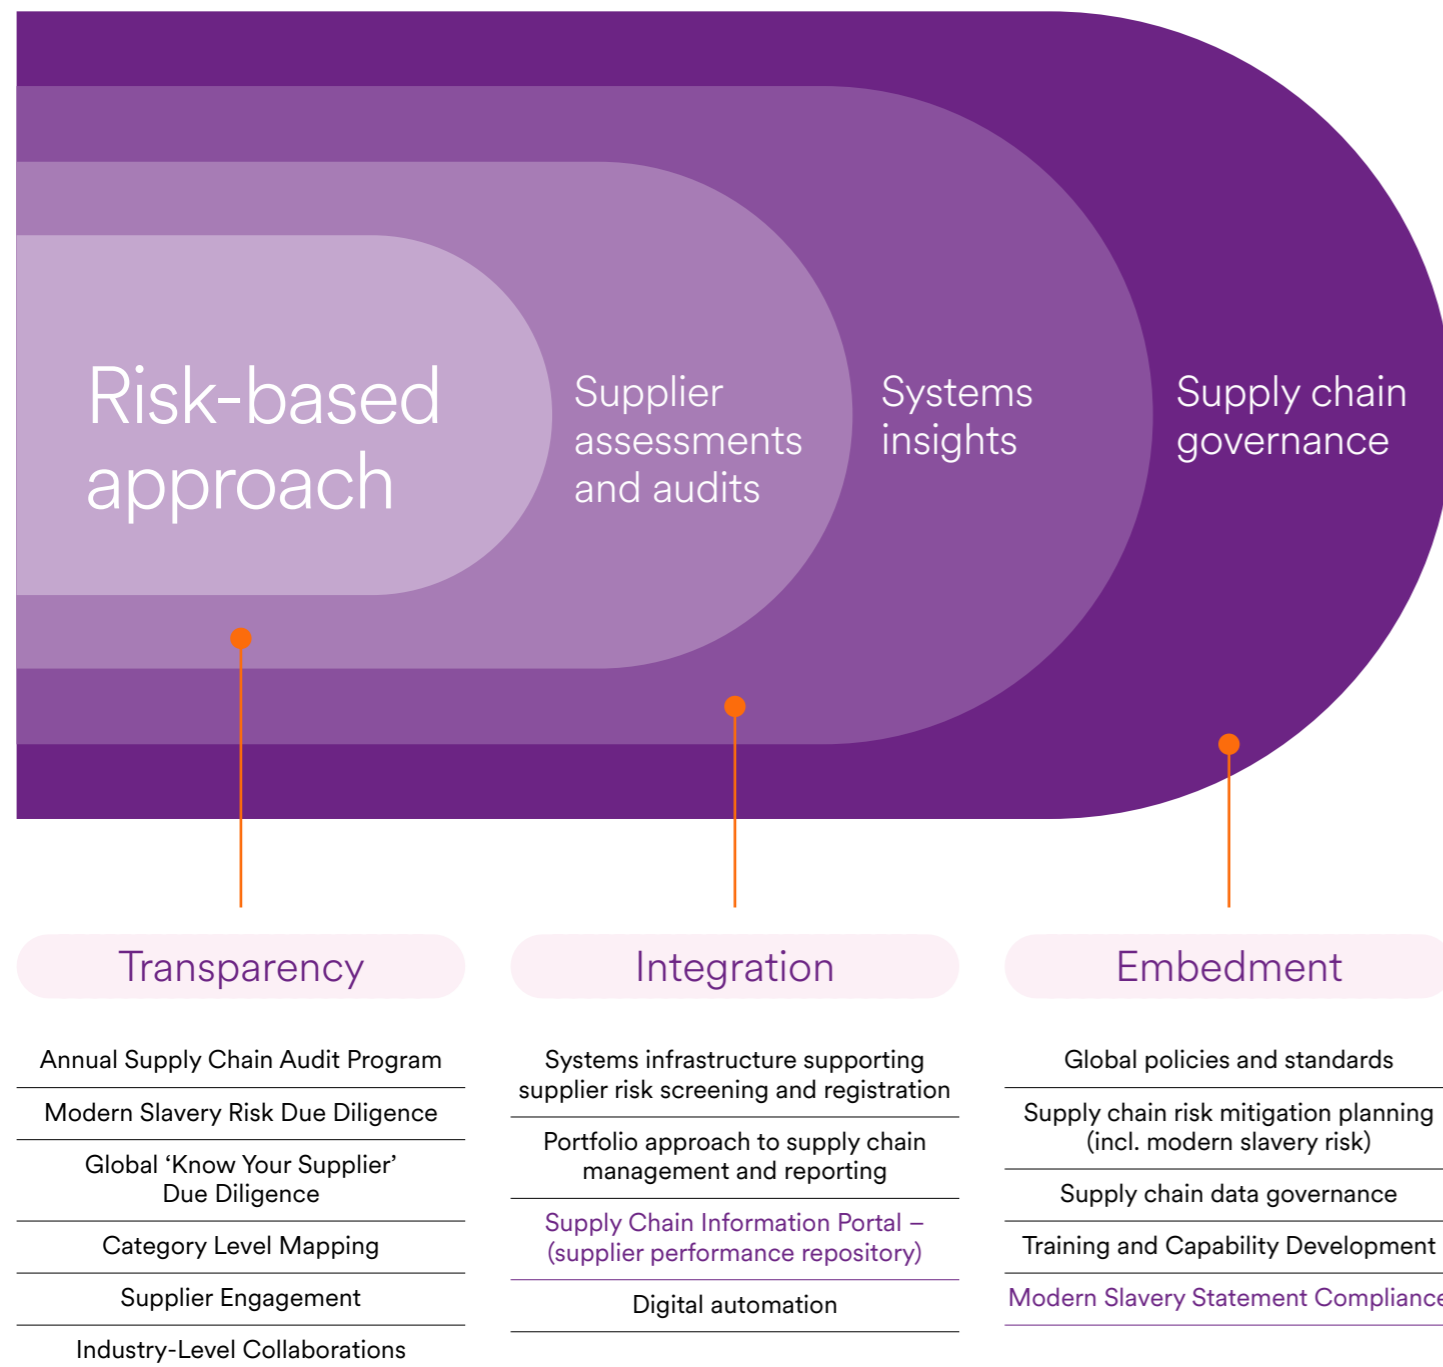 Risk-based
approach
Supplier
assessments
and audits
Systems
insights
Supply chain
governance
Transparency
Annual Supply Chain Audit Program
Modern Slavery Risk Due Diligence
Global ‘Know Your Supplier’
Due Diligence
Category Level Mapping
Supplier Engagement
Industry-Level Collaborations
Integration
Systems infrastructure supporting
supplier risk screening and registration
Portfolio approach to supply chain
management and reporting
Supply Chain Information Portal –
(supplier performance repository)
Digital automation
Embedment
Global policies and standards
Supply chain risk mitigation planning
(incl. modern slavery risk)
Supply chain data governance
Training and Capability Development
Modern Slavery Statement Compliance